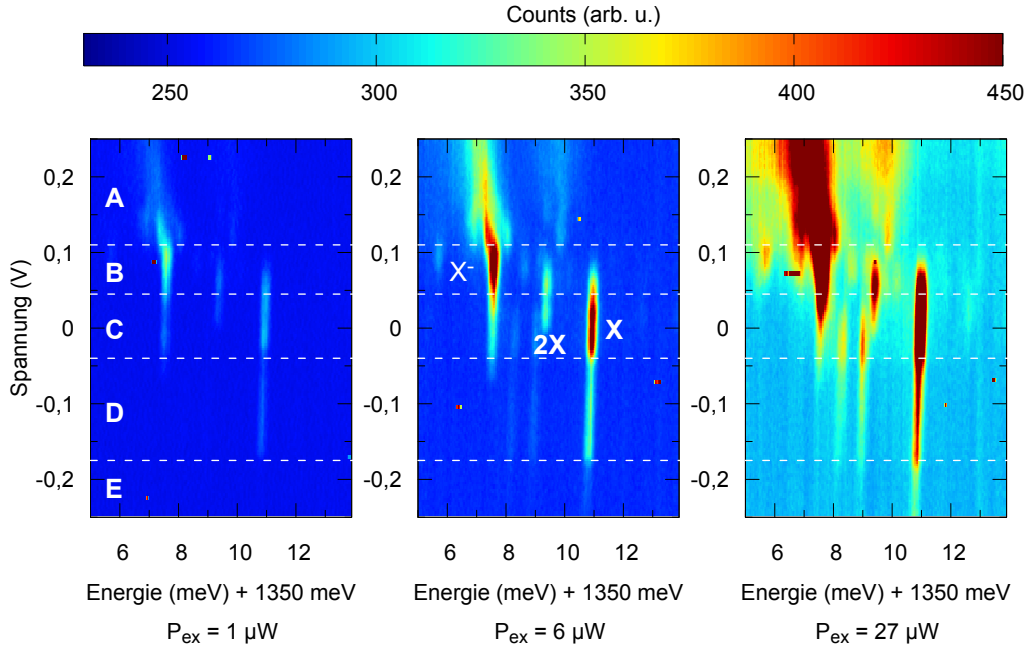 Counts (arb. u.)
250 300 350 400 450
Spannung (V)
0,2 0,2 0,2
A
0,1 0,1 0,1
B X-
0 0 0
C 2X X
-0,1 -0,1 -0,1
D
-0,2 -0,2 -0,2
E
6 8 10 12 6 8 10 12 6 8 10 12
Energie (meV) + 1350 meV Energie (meV) + 1350 meV Energie (meV) + 1350 meV
Pex = 1 µW Pex = 6 µW Pex = 27 µW